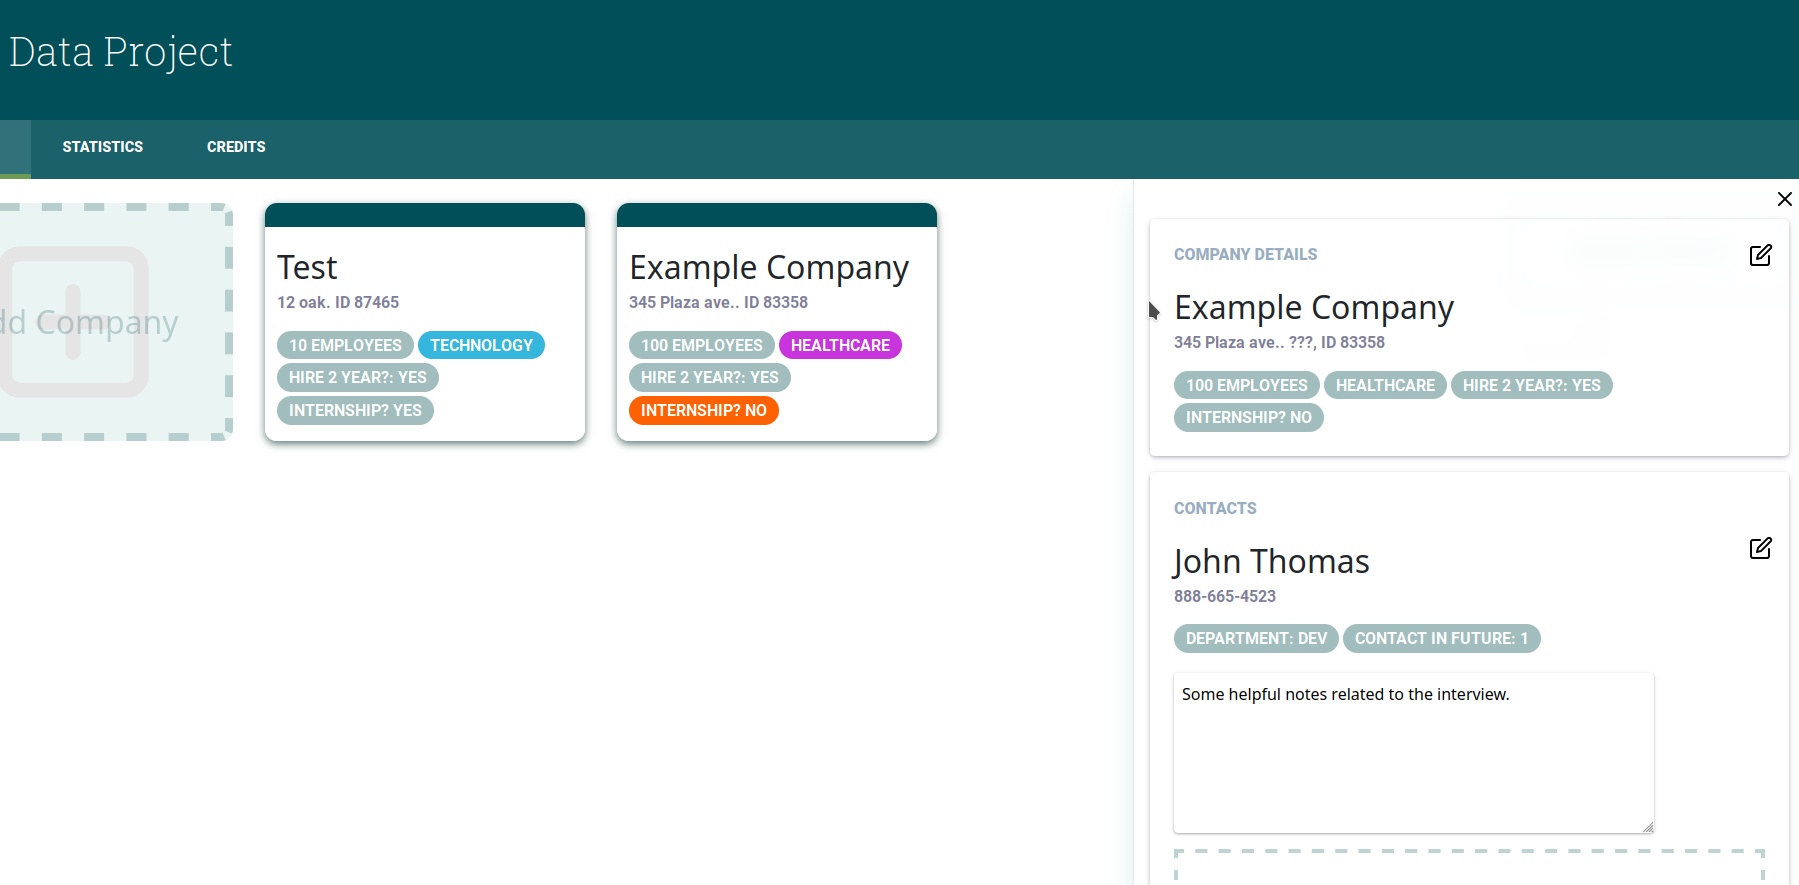 Data Project
STATISTICS
CREDITS
dd Company
Test
12 oak. ID 87465
10 EMPLOYEES
TECHNOLOGY
HIRE 2 YEAR?: YES
INTERNSHIP? YES
Example Company
345 Plaza ave.. ID 83358
100 EMPLOYEES
HEALTHCARE
HIRE 2 YEAR?: YES
INTERNSHIP? NO
COMPANY DETAILS
Example Company
345 Plaza ave.. ???, ID 83358
100 EMPLOYEES
HEALTHCARE
HIRE 2 YEAR?: YES
INTERNSHIP? NO
CONTACTS
John Thomas
888-665-4523
DEPARTMENT: DEV
CONTACT IN FUTURE: 1
Some helpful notes related to the interview.